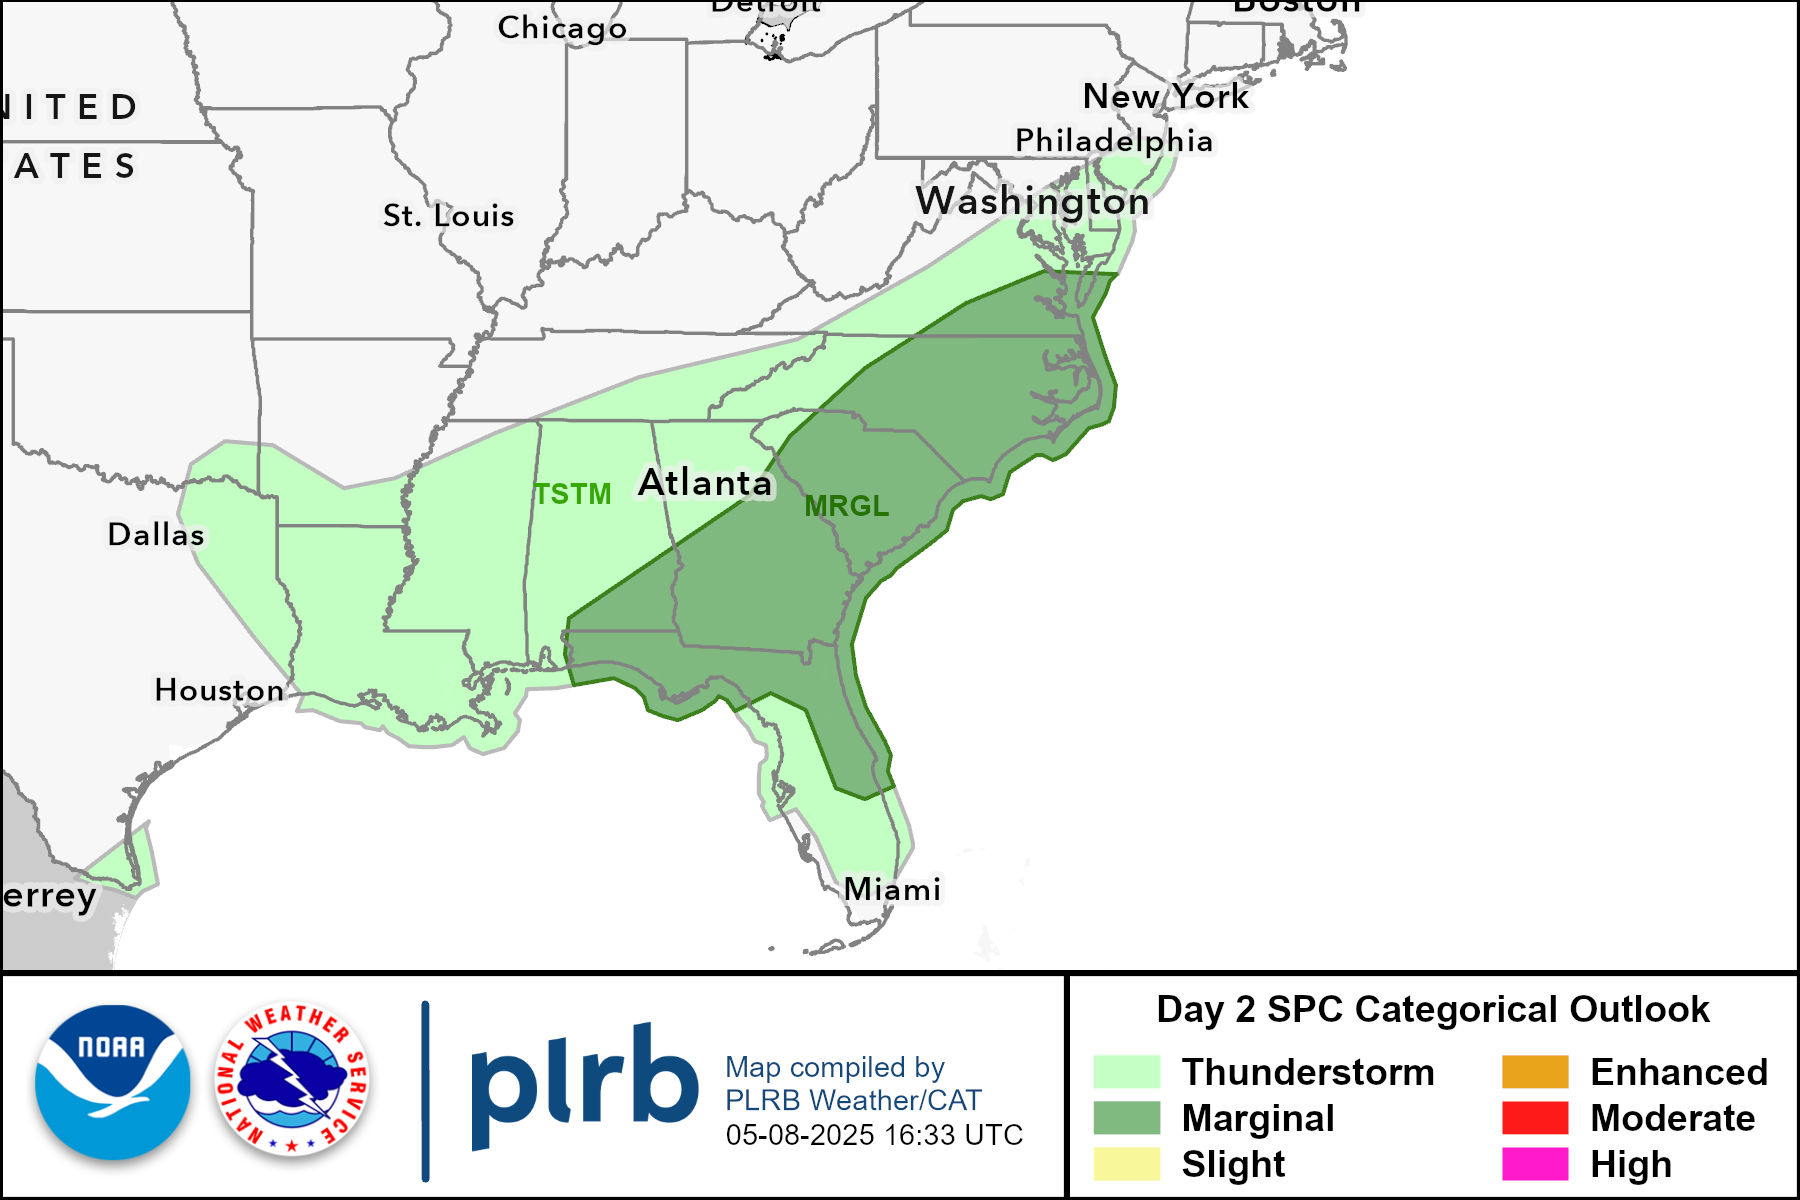 Detroit
Boston
Chicago
NITED
ATES
New York
Philadelphia
Washington
St. Louis
TSTM
Atlanta
MRGL
Dallas
Houston
Miami
errey
NOAA
NATIONAL WEATHER SERVICE
plrb
Map compiled by
PLRB Weather/CAT
05-08-2025 16:33 UTC
Day 2 SPC Categorical Outlook
Thunderstorm
Enhanced
Marginal
Moderate
Slight
High